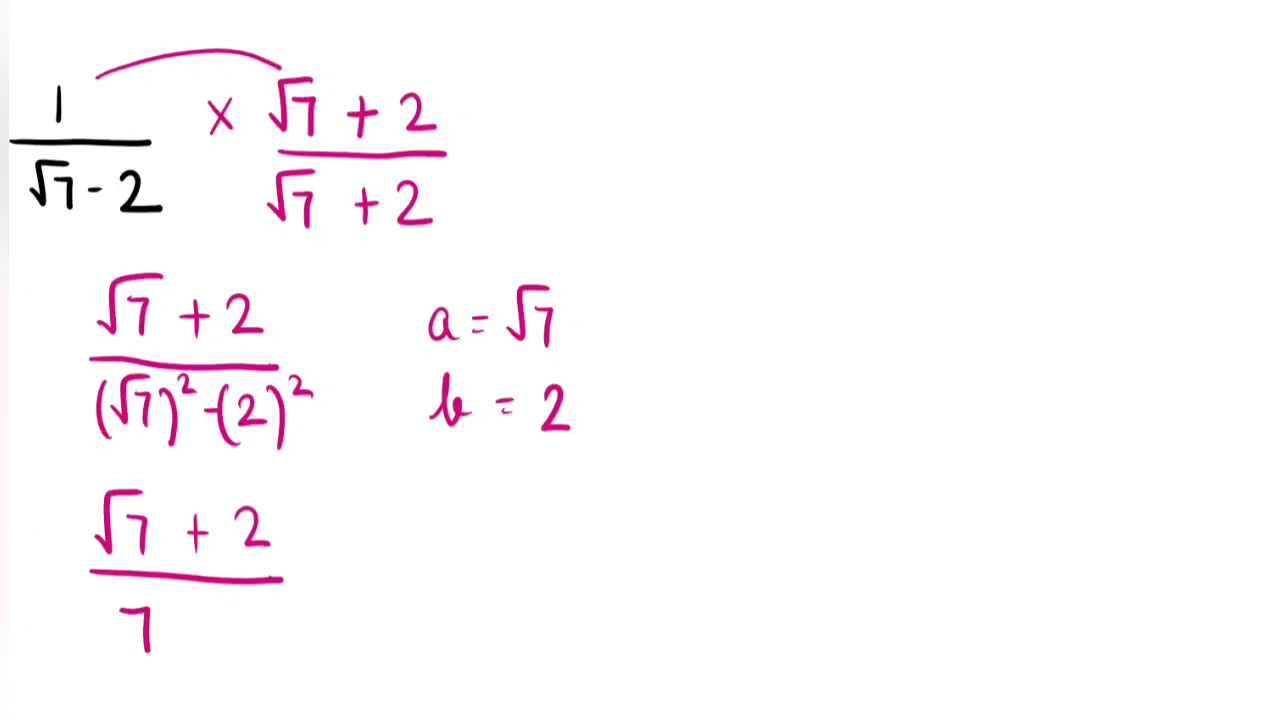 1/(√7 - 2) × (√7 + 2)/(√7 + 2)
(√7 + 2)/((√7)² - (2)²)
a = √7
b = 2
(√7 + 2)/7